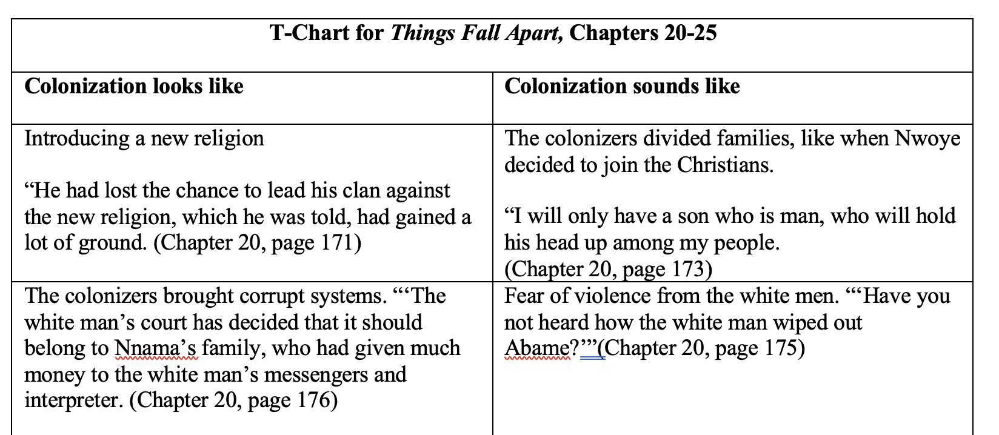 T-Chart for Things Fall Apart, Chapters 20-25
Colonization looks like
Colonization sounds like
Introducing a new religion
“He had lost the chance to lead his clan against
the new religion, which he was told, had gained a
lot of ground. (Chapter 20, page 171)
The colonizers divided families, like when Nwoye
decided to join the Christians.
“I will only have a son who is man, who will hold
his head up among my people.
(Chapter 20, page 173)
The colonizers brought corrupt systems. “‘The
white man’s court has decided that it should
belong to Nnama’s family, who had given much
money to the white man’s messengers and
interpreter. (Chapter 20, page 176)
Fear of violence from the white men. “‘Have you
not heard how the white man wiped out
Abame?’”(Chapter 20, page 175)